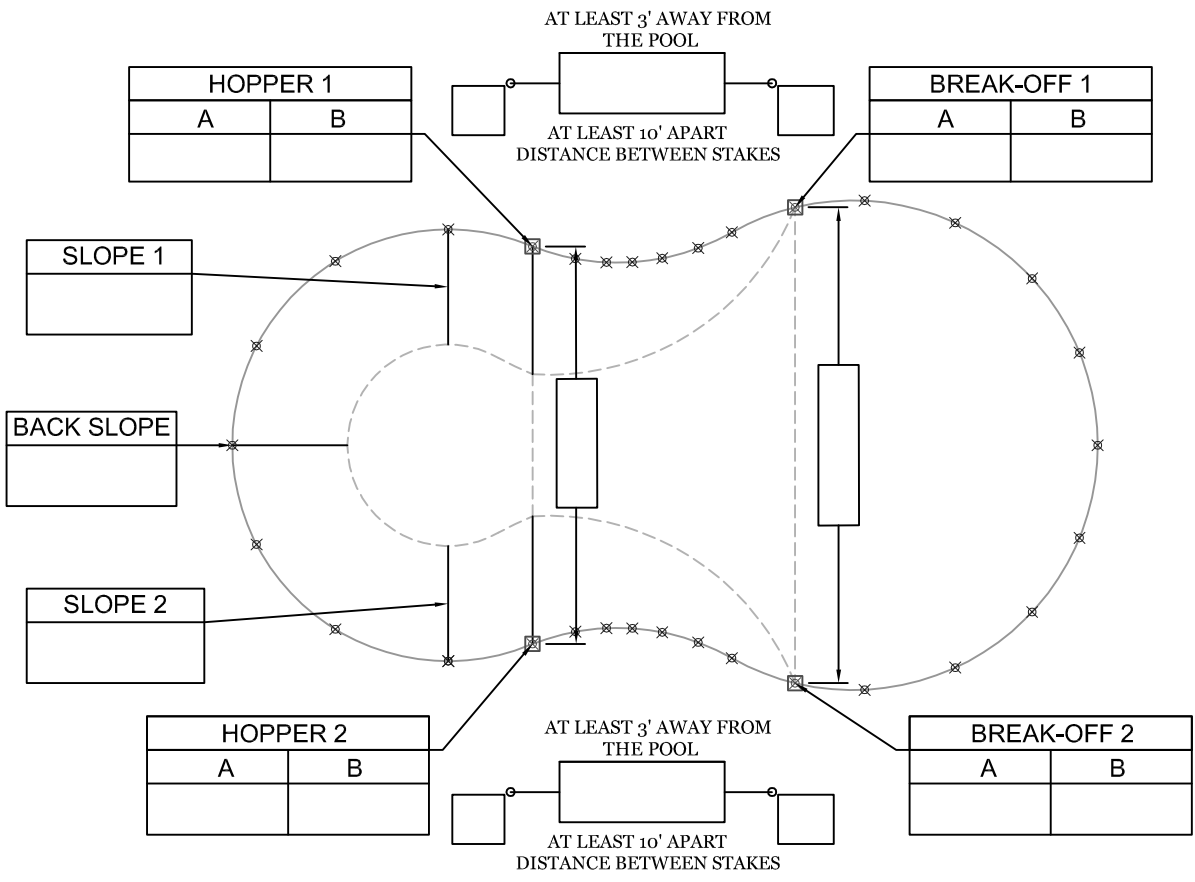 AT LEAST 3' AWAY FROM
THE POOL
HOPPER 1
A B
BREAK-OFF 1
A B
AT LEAST 10' APART
DISTANCE BETWEEN STAKES
SLOPE 1
BACK SLOPE
SLOPE 2
HOPPER 2
A B
AT LEAST 3' AWAY FROM
THE POOL
BREAK-OFF 2
A B
AT LEAST 10' APART
DISTANCE BETWEEN STAKES